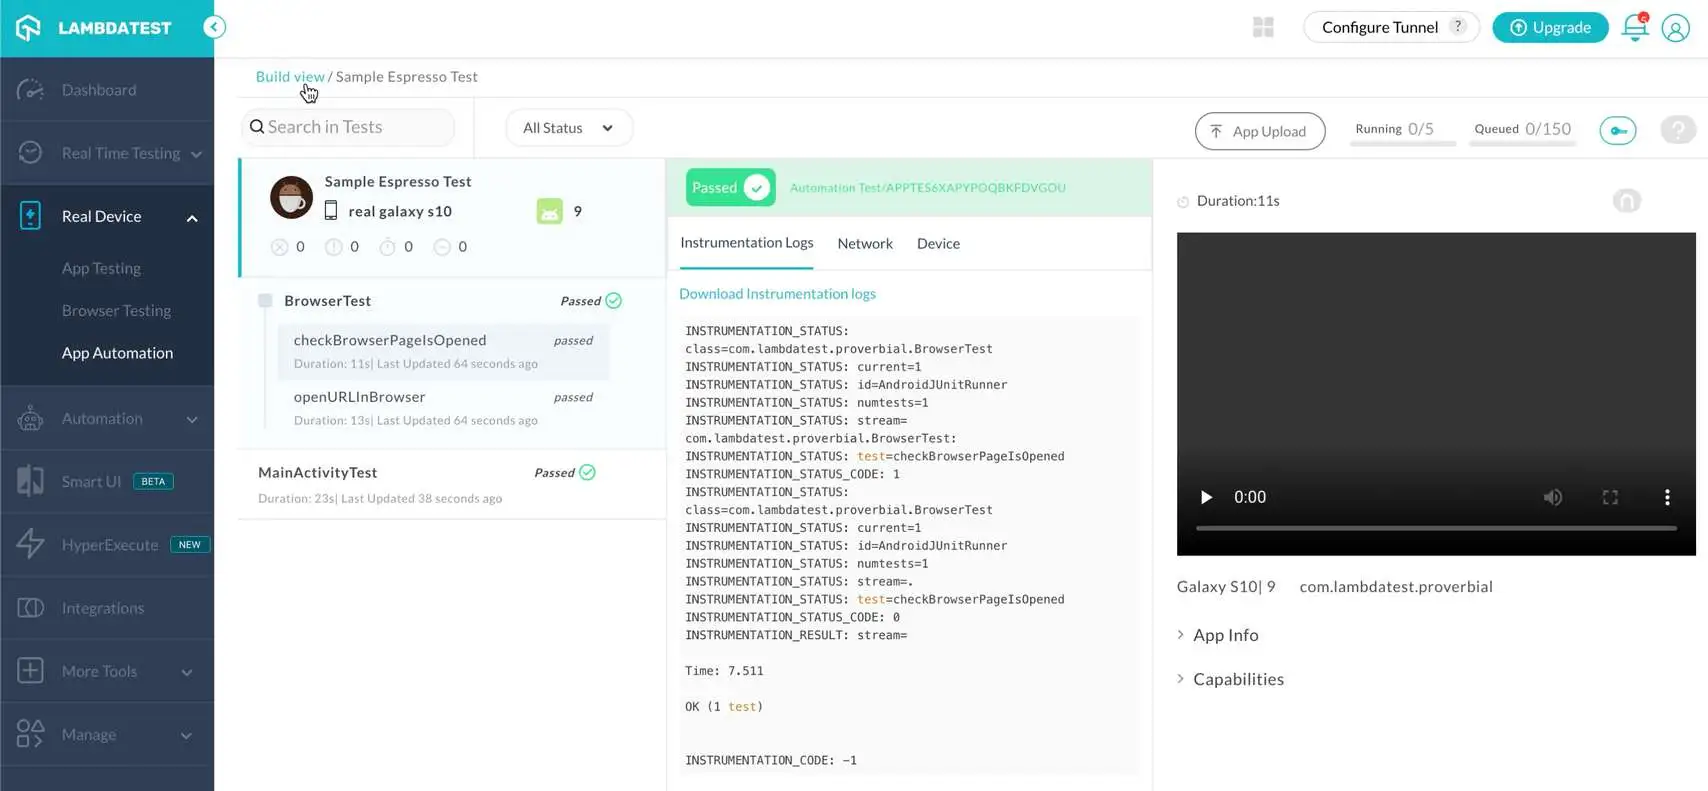 LAMBDATEST
Configure Tunnel ?
Upgrade
Dashboard
Real Time Testing
Real Device
App Testing
Browser Testing
App Automation
Automation
Smart UI BETA
HyperExecute NEW
Integrations
More Tools
Manage
Build view / Sample Espresso Test
Search in Tests
All Status
App Upload
Running 0/5
Queued 0/150
?
Sample Espresso Test
real galaxy s10
9
0 0 0 0
BrowserTest Passed
checkBrowserPageIsOpened passed
Duration: 11s| Last Updated 64 seconds ago
openURLInBrowser passed
Duration: 13s| Last Updated 64 seconds ago
MainActivityTest Passed
Duration: 23s| Last Updated 38 seconds ago
Passed
Automation Test/APPTES6XAPYPOQBKFDVGOU
Instrumentation Logs Network Device
Download Instrumentation logs
INSTRUMENTATION_STATUS:
class=com.lambdatest.proverbial.BrowserTest
INSTRUMENTATION_STATUS: current=1
INSTRUMENTATION_STATUS: id=AndroidJUnitRunner
INSTRUMENTATION_STATUS: numtests=1
INSTRUMENTATION_STATUS: stream=
com.lambdatest.proverbial.BrowserTest:
INSTRUMENTATION_STATUS: test=checkBrowserPageIsOpened
INSTRUMENTATION_STATUS_CODE: 1
INSTRUMENTATION_STATUS:
class=com.lambdatest.proverbial.BrowserTest
INSTRUMENTATION_STATUS: current=1
INSTRUMENTATION_STATUS: id=AndroidJUnitRunner
INSTRUMENTATION_STATUS: numtests=1
INSTRUMENTATION_STATUS: stream=.
INSTRUMENTATION_STATUS: test=checkBrowserPageIsOpened
INSTRUMENTATION_STATUS_CODE: 0
INSTRUMENTATION_RESULT: stream=
Time: 7.511
OK (1 test)
INSTRUMENTATION_CODE: -1
Duration:11s
0:00
Galaxy S10| 9 com.lambdatest.proverbial
App Info
Capabilities